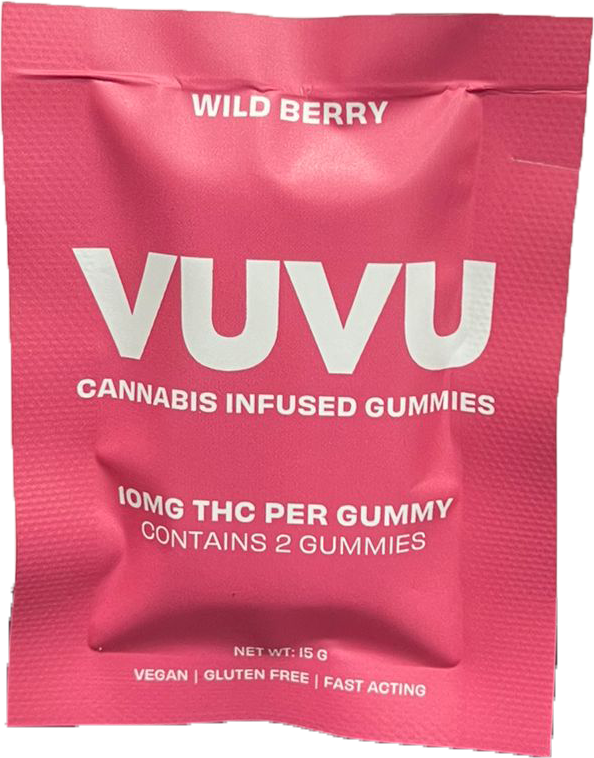 WILD BERRY
VUVU
CANNABIS INFUSED GUMMIES
10MG THC PER GUMMY
CONTAINS 2 GUMMIES
NET WT: 15 G
VEGAN | GLUTEN FREE | FAST ACTING